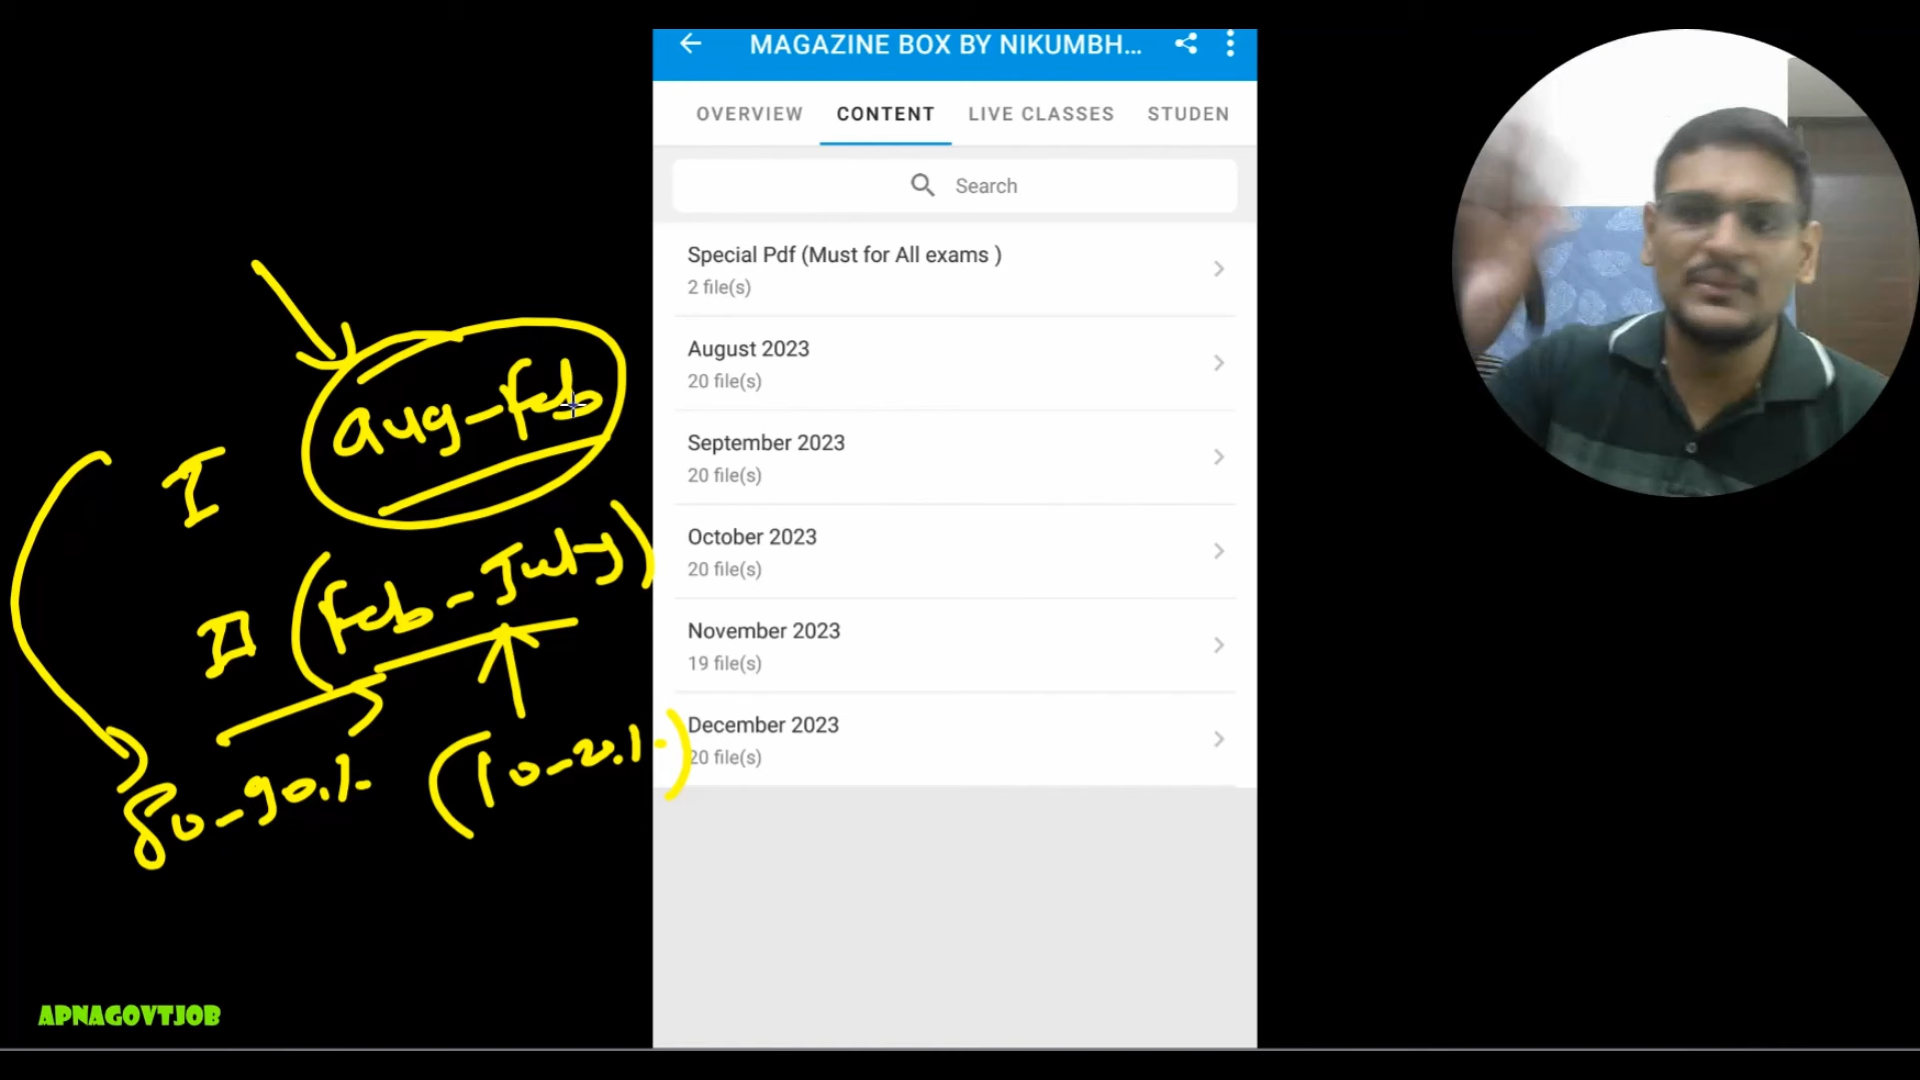 MAGAZINE BOX BY NIKUMBH...
OVERVIEW CONTENT LIVE CLASSES STUDEN
Search
Special Pdf (Must for All exams )
2 file(s)
August 2023
20 file(s)
September 2023
20 file(s)
October 2023
20 file(s)
November 2023
19 file(s)
December 2023
20 file(s)
I aug-feb
II (feb-July)
80-90.1. (10-20.1.)
APNAGOVTJOB